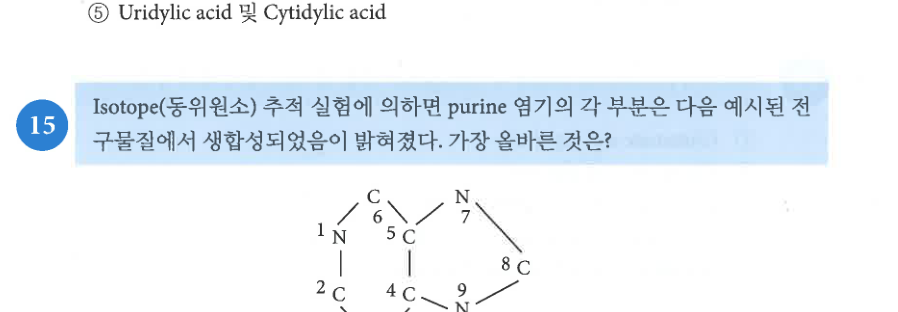 ⑤ Uridylic acid 및 Cytidylic acid
15
Isotope(동위원소) 추적 실험에 의하면 purine 염기의 각 부분은 다음 예시된 전
구물질에서 생합성되었음이 밝혀졌다. 가장 올바른 것은?
C N
6 7
1 N 5 C
8 C
2 C 4 C 9
N